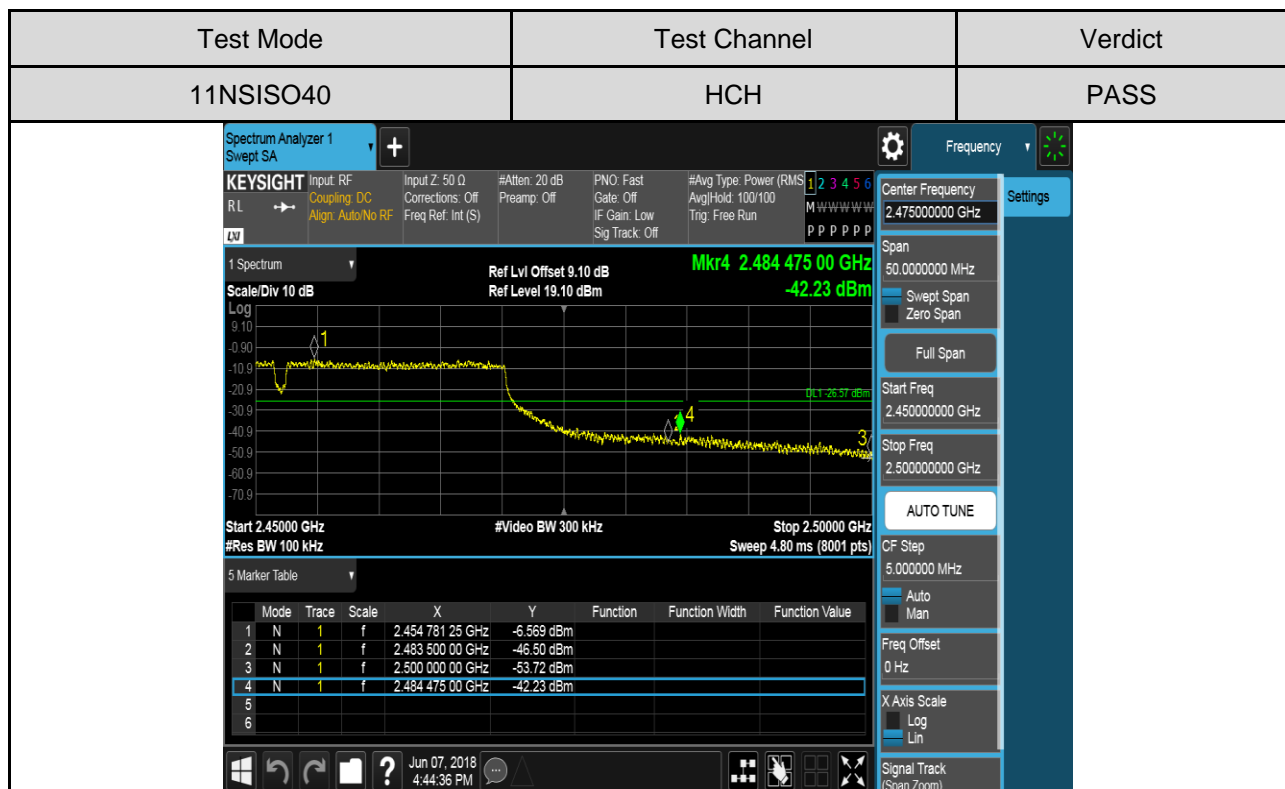 Test Mode Test Channel Verdict
11NSISO40 HCH PASS
Spectrum Analyzer 1
Swept SA
+
Frequency
KEYSIGHT Input: RF Input Z: 50 Ω #Atten: 20 dB PNO: Fast #Avg Type: Power (RMS 1 2 3 4 5 6
RL Coupling: DC Corrections: Off Preamp: Off Gate: Off Avg|Hold: 100/100 M W W W W W
Align: Auto/No RF Freq Ref: Int (S) IF Gain: Low Trig: Free Run
LXI Sig Track: Off P P P P P P
1 Spectrum Ref Lvl Offset 9.10 dB Mkr4 2.484 475 00 GHz
Scale/Div 10 dB Ref Level 19.10 dBm -42.23 dBm
Log
9.10
-0.90
-10.9
-20.9
-30.9
-40.9
-50.9
-60.9
-70.9
1
DL1 -26.57 dBm
4
3
Start 2.45000 GHz #Video BW 300 kHz Stop 2.50000 GHz
#Res BW 100 kHz Sweep 4.80 ms (8001 pts)
5 Marker Table
Mode Trace Scale X Y Function Function Width Function Value
1 N 1 f 2.454 781 25 GHz -6.569 dBm
2 N 1 f 2.483 500 00 GHz -46.50 dBm
3 N 1 f 2.500 000 00 GHz -53.72 dBm
4 N 1 f 2.484 475 00 GHz -42.23 dBm
5
6
?
Jun 07, 2018
4:44:36 PM
Center Frequency
2.475000000 GHz
Settings
Span
50.0000000 MHz
Swept Span
Zero Span
Full Span
Start Freq
2.450000000 GHz
Stop Freq
2.500000000 GHz
AUTO TUNE
CF Step
5.000000 MHz
Auto
Man
Freq Offset
0 Hz
X Axis Scale
Log
Lin
Signal Track
(Span Zoom)